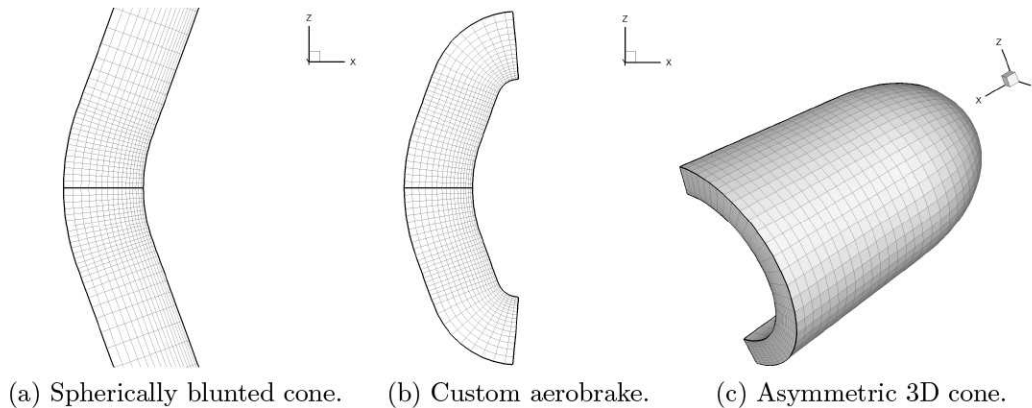 z
x
z
x
z
x
(a) Spherically blunted cone.
(b) Custom aerobrake.
(c) Asymmetric 3D cone.